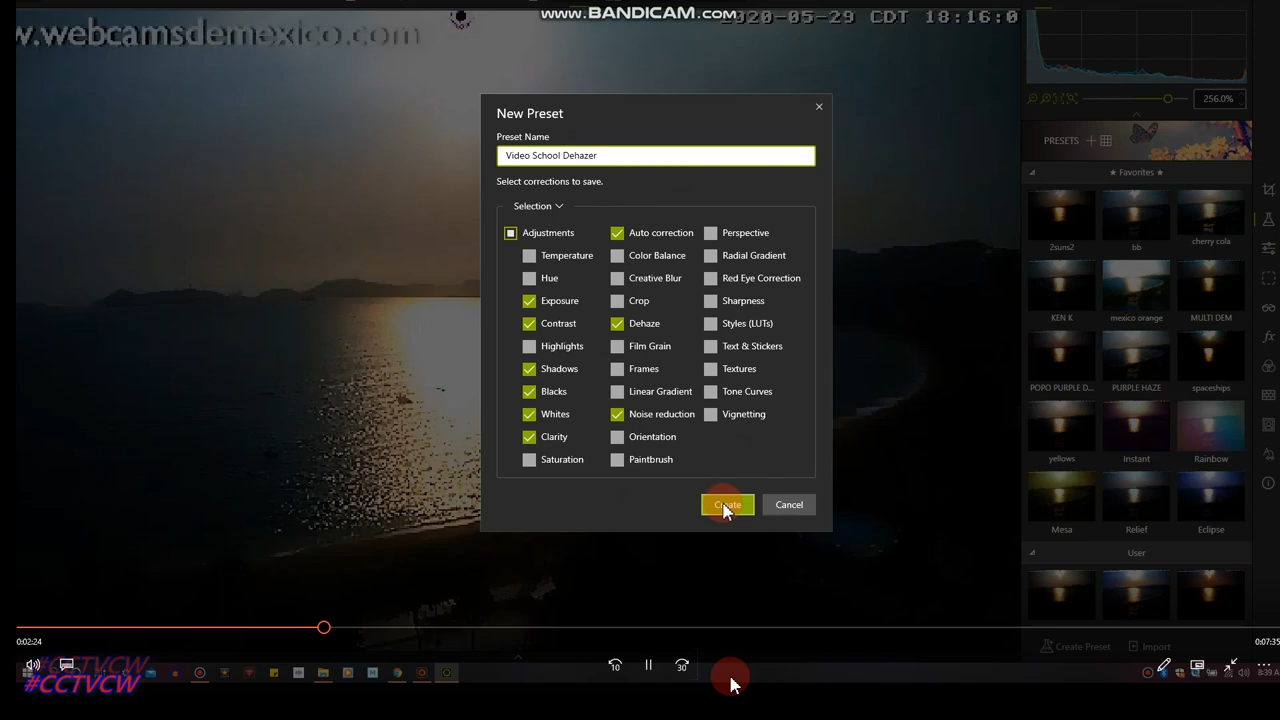 www.BANDICAM.com
2020-05-29 CDT 18:16:0
w.webcamsdemexico.com
256.0%
New Preset
Preset Name
Video School Dehazer
Select corrections to save.
Selection
Adjustments
Temperature
Hue
Exposure
Contrast
Highlights
Shadows
Blacks
Whites
Clarity
Saturation
Auto correction
Color Balance
Creative Blur
Crop
Dehaze
Film Grain
Frames
Linear Gradient
Noise reduction
Orientation
Paintbrush
Perspective
Radial Gradient
Red Eye Correction
Sharpness
Styles (LUTs)
Text & Stickers
Textures
Tone Curves
Vignetting
Create
Cancel
PRESETS
★ Favorites ★
2suns2
bb
cherry cola
KEN K
mexico orange
MULTI DEM
POPO PURPLE D...
PURPLE HAZE
spaceships
yellows
Instant
Rainbow
Mesa
Relief
Eclipse
User
Create Preset
Import
0:02:24
0:07:35
10
30
#CCTVCW
#CCTVCW
8:39 A